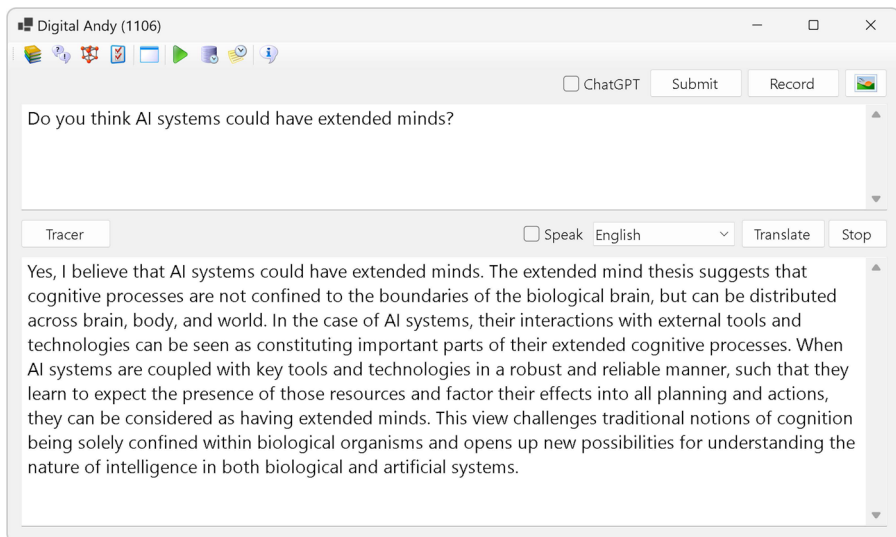 Digital Andy (1106)
ChatGPT
Submit
Record
Do you think AI systems could have extended minds?
Tracer
Speak
English
Translate
Stop
Yes, I believe that AI systems could have extended minds. The extended mind thesis suggests that
cognitive processes are not confined to the boundaries of the biological brain, but can be distributed
across brain, body, and world. In the case of AI systems, their interactions with external tools and
technologies can be seen as constituting important parts of their extended cognitive processes. When
AI systems are coupled with key tools and technologies in a robust and reliable manner, such that they
learn to expect the presence of those resources and factor their effects into all planning and actions,
they can be considered as having extended minds. This view challenges traditional notions of cognition
being solely confined within biological organisms and opens up new possibilities for understanding the
nature of intelligence in both biological and artificial systems.